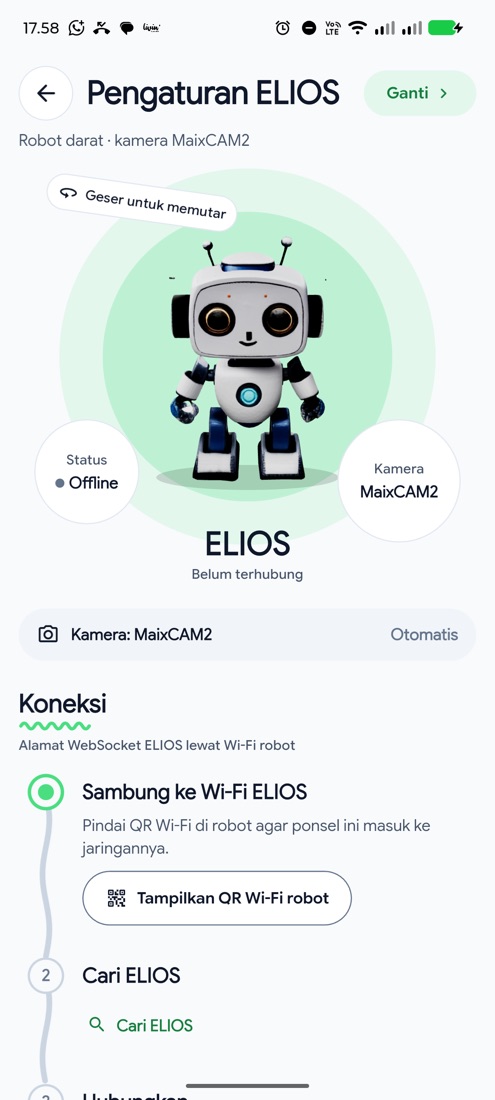 17.58
Vo))
LTE
Pengaturan ELIOS
Ganti
Robot darat · kamera MaixCAM2
Geser untuk memutar
Status
Offline
Kamera
MaixCAM2
ELIOS
Belum terhubung
Kamera: MaixCAM2
Otomatis
Koneksi
Alamat WebSocket ELIOS lewat Wi-Fi robot
Sambung ke Wi-Fi ELIOS
Pindai QR Wi-Fi di robot agar ponsel ini masuk ke
jaringannya.
Tampilkan QR Wi-Fi robot
2
Cari ELIOS
Cari ELIOS